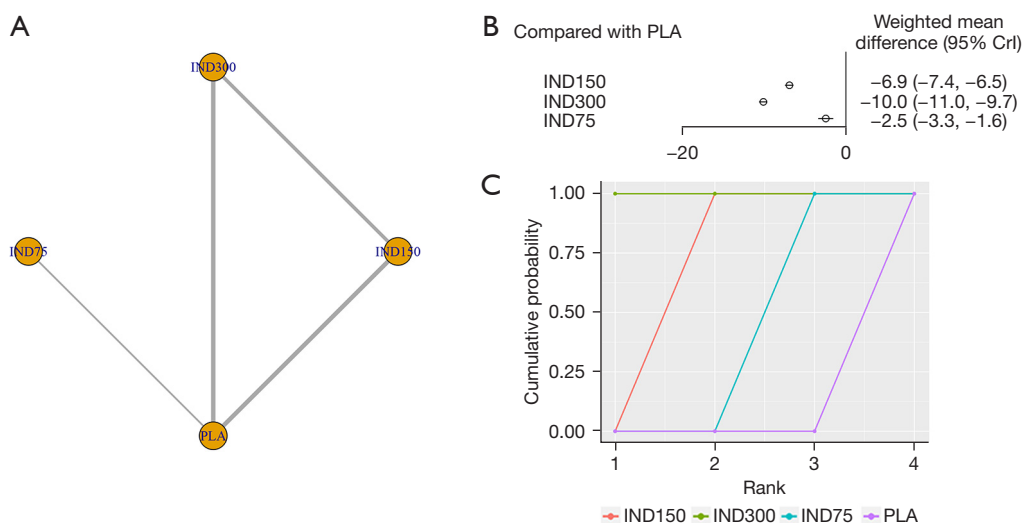 A
IND300
IND75
IND150
PLA
B
Compared with PLA
Weighted mean
difference (95% CrI)
IND150
−6.9 (−7.4, −6.5)
IND300
−10.0 (−11.0, −9.7)
IND75
−2.5 (−3.3, −1.6)
−20
0
C
1.00
0.75
0.50
0.25
0.00
Cumulative probability
1
2
3
4
Rank
IND150
IND300
IND75
PLA